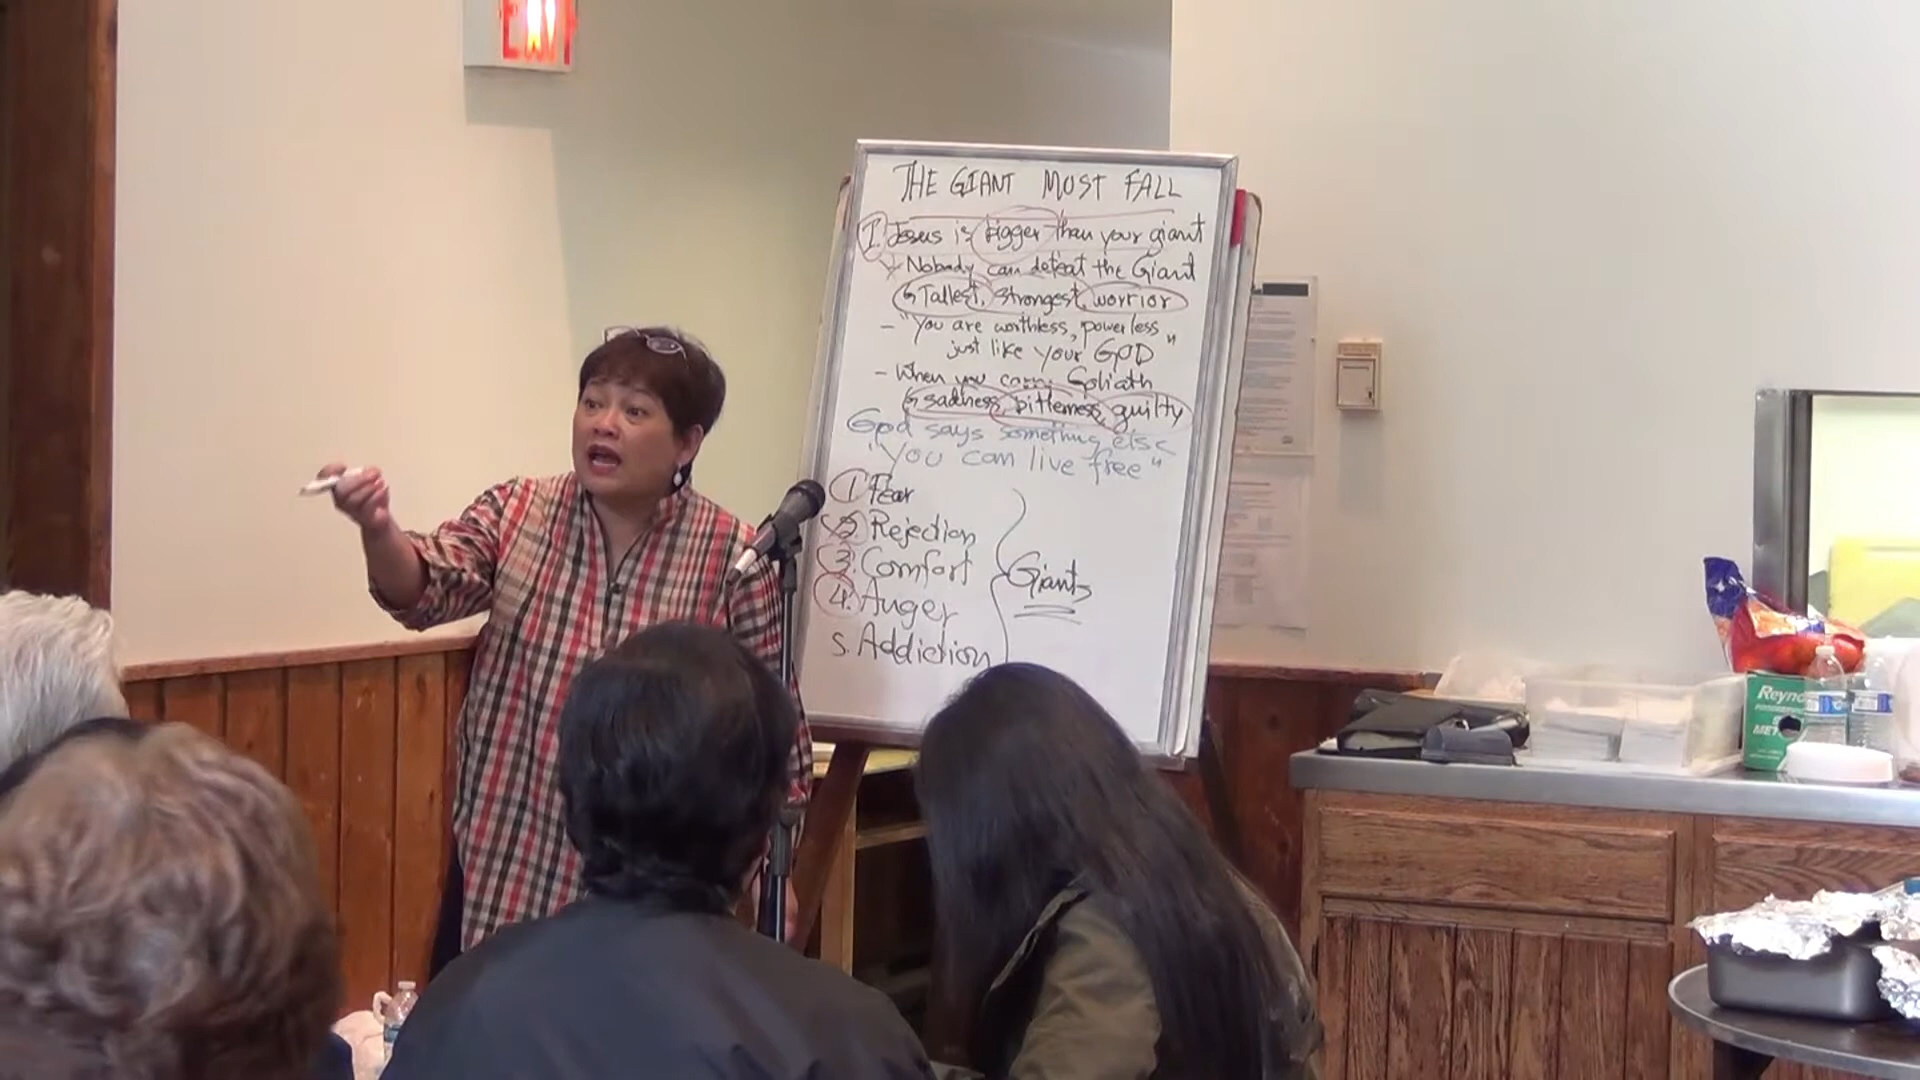 EXIT
THE GIANT MUST FALL
I. Jesus is bigger than your giant
Nobody can defeat the Giant
Tallest, strongest, worrior
- "You are worthless, powerless
just like your GOD"
- When you carry Goliath
sadness, bitterness, guilty
God says something else
"You can live free"
1 Fear
2 Rejection
3. Comfort
4. Anger
5. Addiction
Giants
Reyno